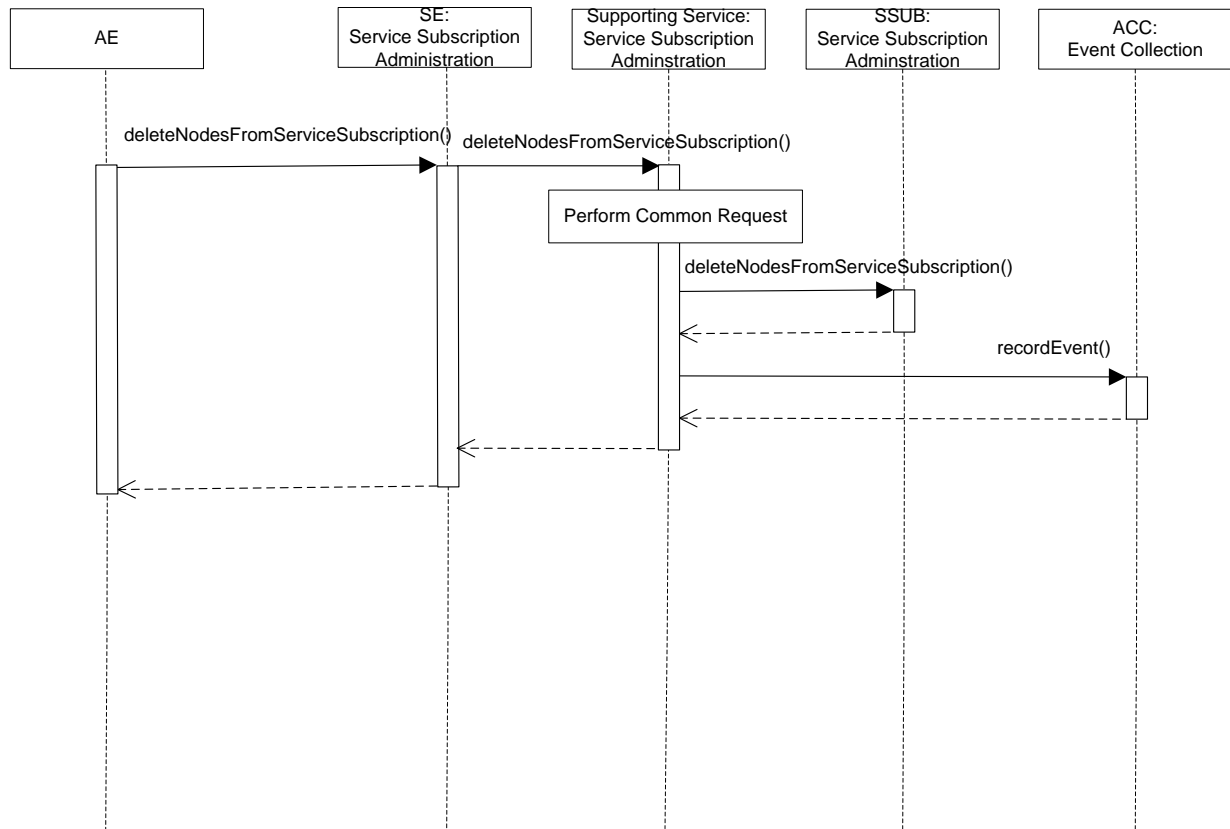 AE
SE:
Service Subscription
Administration
Supporting Service:
Service Subscription
Adminstration
SSUB:
Service Subscription
Adminstration
ACC:
Event Collection
deleteNodesFromServiceSubscription()
deleteNodesFromServiceSubscription()
Perform Common Request
deleteNodesFromServiceSubscription()
recordEvent()